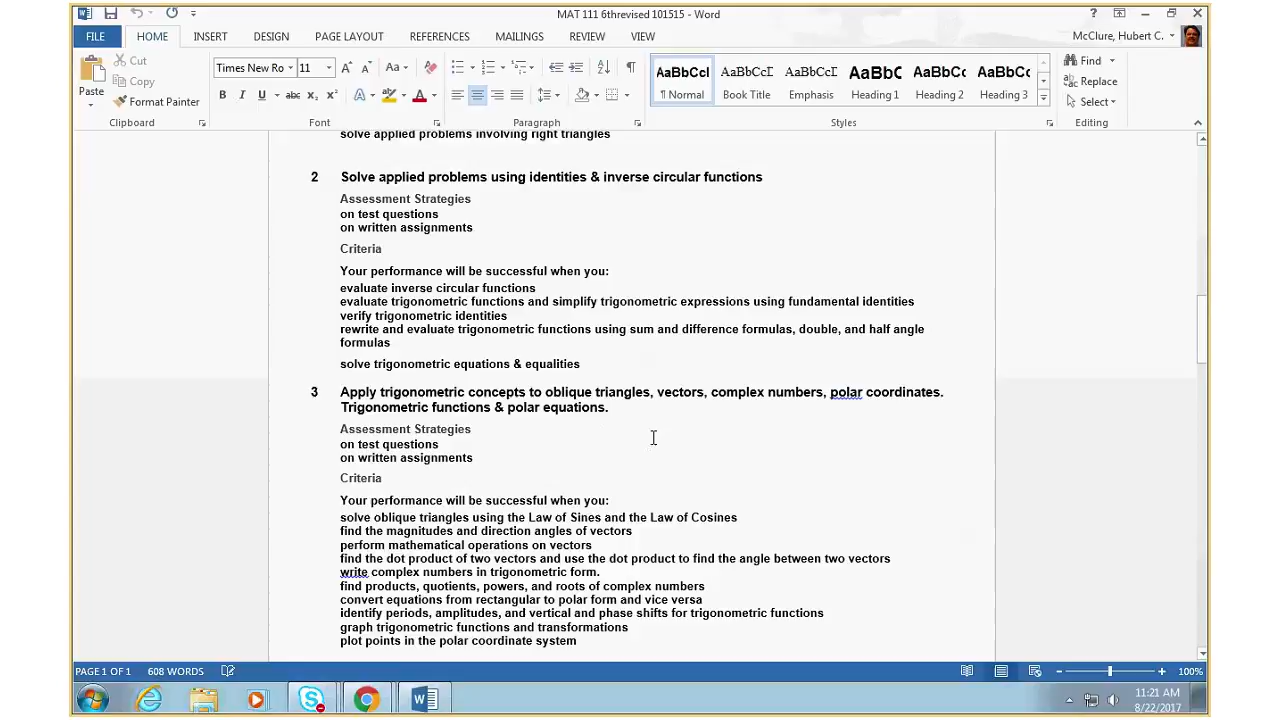 MAT 111 6threvised 101515 - Word
?
McClure, Hubert C.
FILE HOME INSERT DESIGN PAGE LAYOUT REFERENCES MAILINGS REVIEW VIEW
Cut
Copy
Paste
Format Painter
Clipboard
Times New Ro 11
Aa
B I U abc x₂ x² A A
Font
Paragraph
AaBbCcI AaBbCcD AaBbCcL AaBbC AaBbCc AaBbCc
¶ Normal Book Title Emphasis Heading 1 Heading 2 Heading 3
Styles
Find
Replace
Select
Editing
solve applied problems involving right triangles
2 Solve applied problems using identities & inverse circular functions
Assessment Strategies
on test questions
on written assignments
Criteria
Your performance will be successful when you:
evaluate inverse circular functions
evaluate trigonometric functions and simplify trigonometric expressions using fundamental identities
verify trigonometric identities
rewrite and evaluate trigonometric functions using sum and difference formulas, double, and half angle
formulas
solve trigonometric equations & equalities
3 Apply trigonometric concepts to oblique triangles, vectors, complex numbers, polar coordinates.
Trigonometric functions & polar equations.
Assessment Strategies
on test questions
on written assignments
Criteria
Your performance will be successful when you:
solve oblique triangles using the Law of Sines and the Law of Cosines
find the magnitudes and direction angles of vectors
perform mathematical operations on vectors
find the dot product of two vectors and use the dot product to find the angle between two vectors
write complex numbers in trigonometric form.
find products, quotients, powers, and roots of complex numbers
convert equations from rectangular to polar form and vice versa
identify periods, amplitudes, and vertical and phase shifts for trigonometric functions
graph trigonometric functions and transformations
plot points in the polar coordinate system
PAGE 1 OF 1 608 WORDS
100%
11:21 AM
8/22/2017